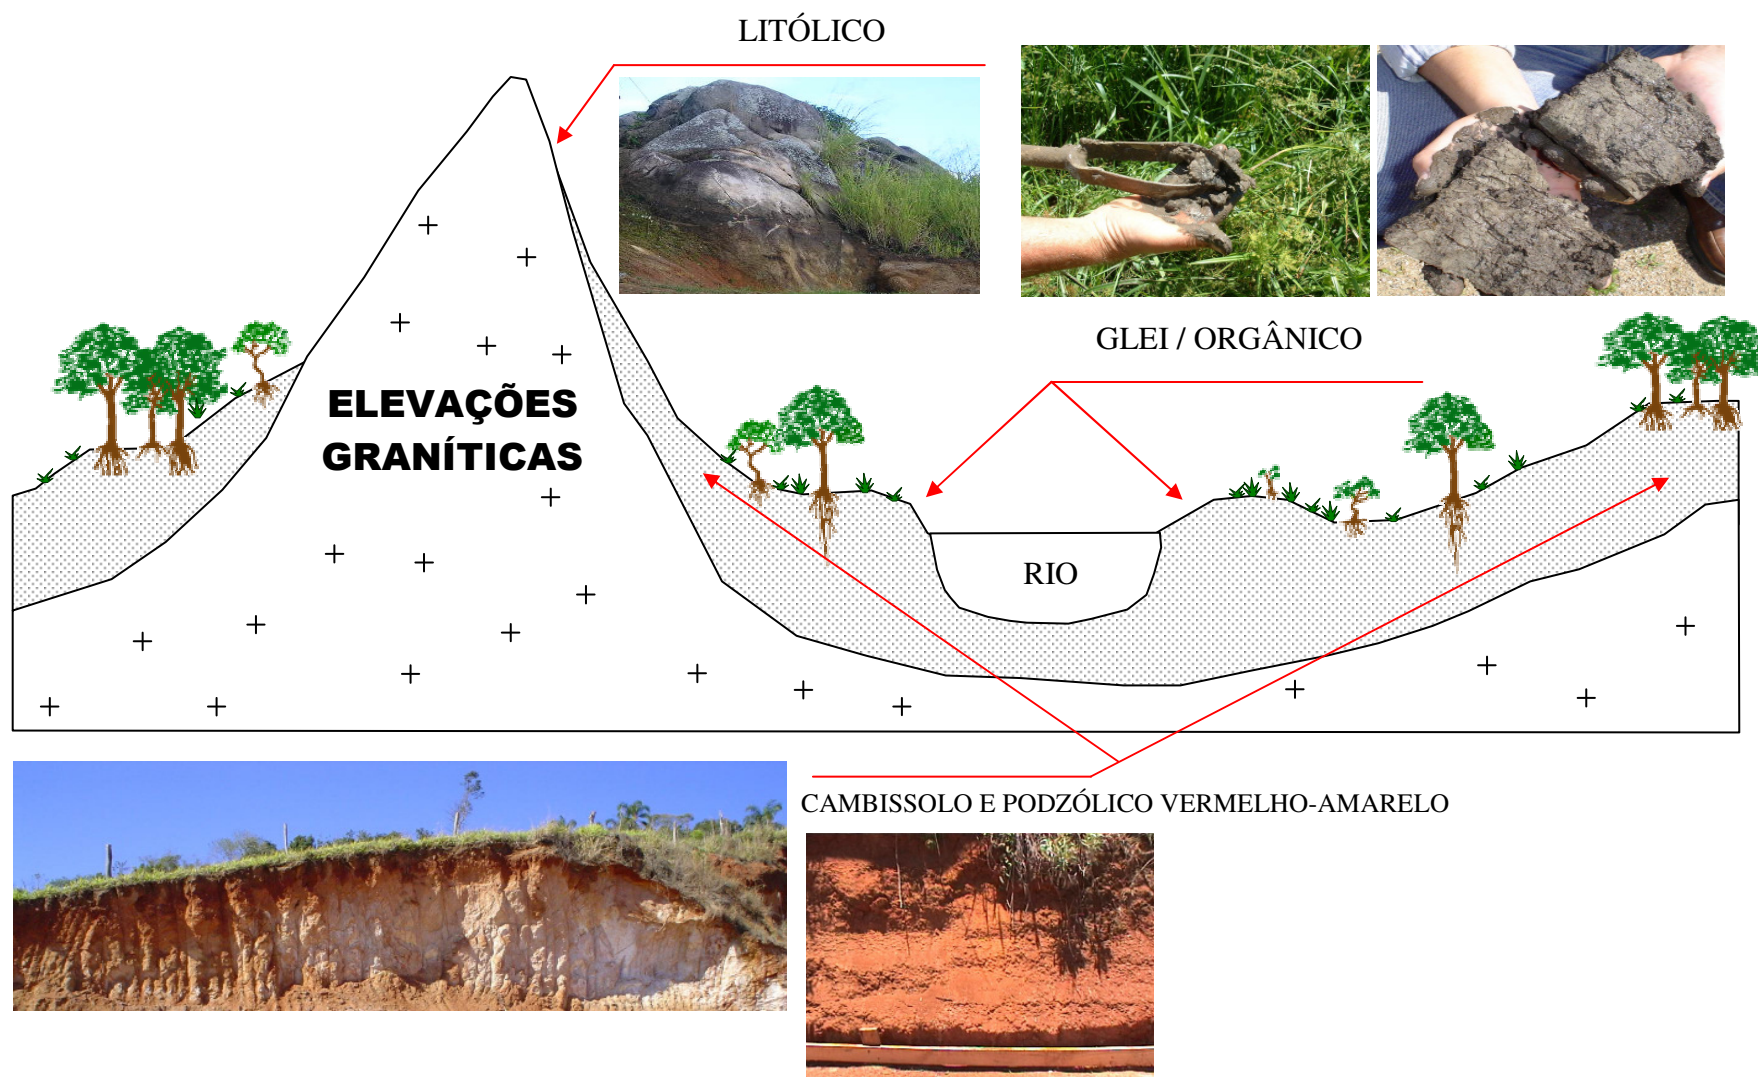 LITÓLICO
GLEI / ORGÂNICO
ELEVAÇÕES
GRANÍTICAS
RIO
CAMBISSOLO E PODZÓLICO VERMELHO-AMARELO